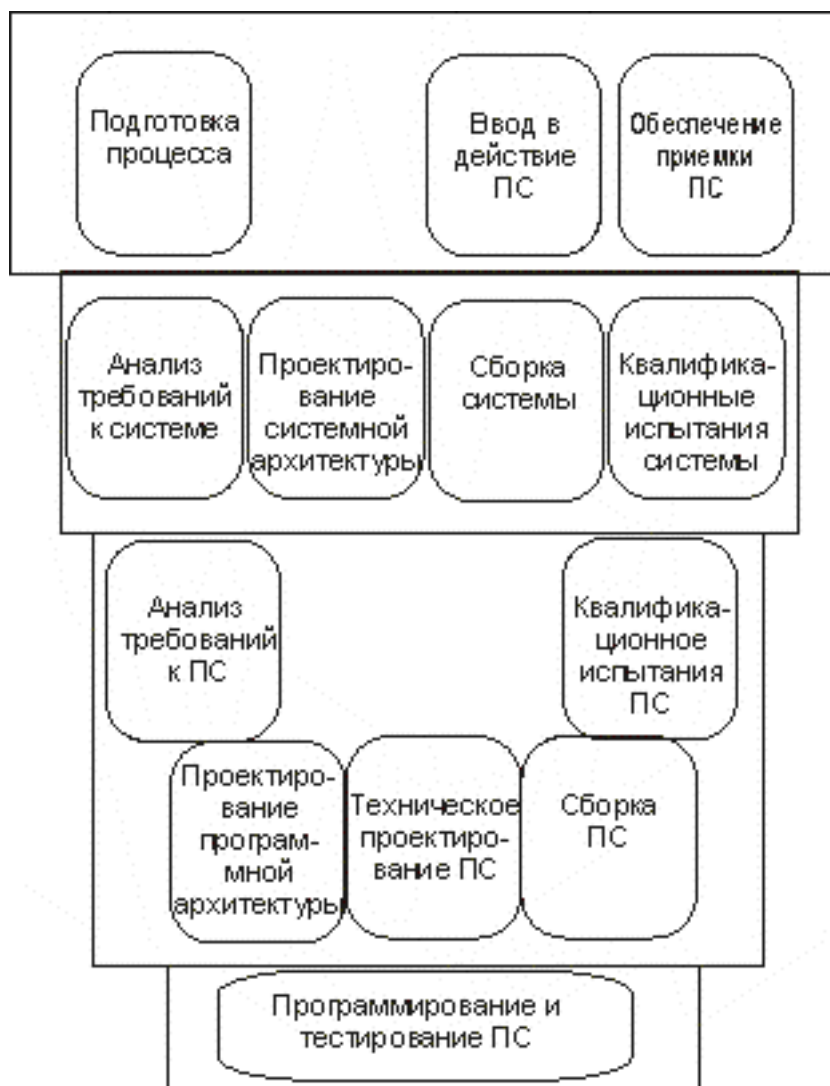 Подготовка
процесса
Ввод в
действие
ПС
Обеспечение
приемки
ПС
Анализ
требований
к системе
Проектиро-
вание
системной
архитектуры
Сборка
системы
Квалифика-
ционные
испытания
системы
Анализ
требований
к ПС
Квалифика-
ционное
испытания
ПС
Проектиро-
вание
програм-
мной
архитектуры
Техническое
проектиро-
вание ПС
Сборка
ПС
Программирование и
тестирование ПС